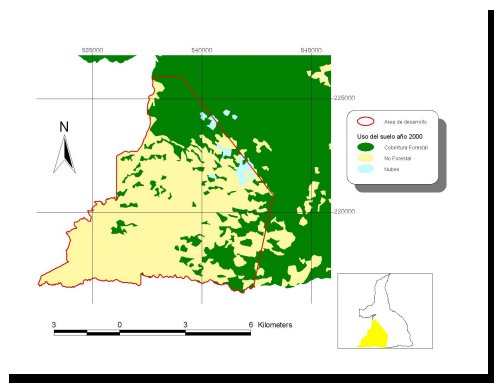 535000 540000 545000
N
225000
Area de desarrollo
Uso del suelo año 2000
Cobertura Forestal
No Forestal
Nubes
220000
3 0 3 6 Kilometers